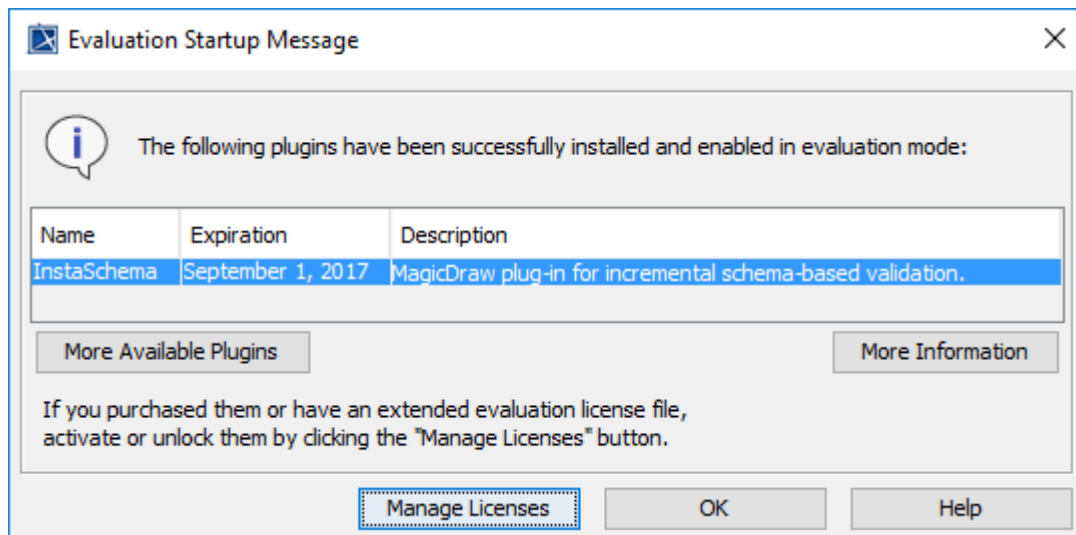 Evaluation Startup Message
The following plugins have been successfully installed and enabled in evaluation mode:
Name Expiration Description
InstaSchema September 1, 2017 MagicDraw plug-in for incremental schema-based validation.
More Available Plugins More Information
If you purchased them or have an extended evaluation license file,
activate or unlock them by clicking the "Manage Licenses" button.
Manage Licenses OK Help